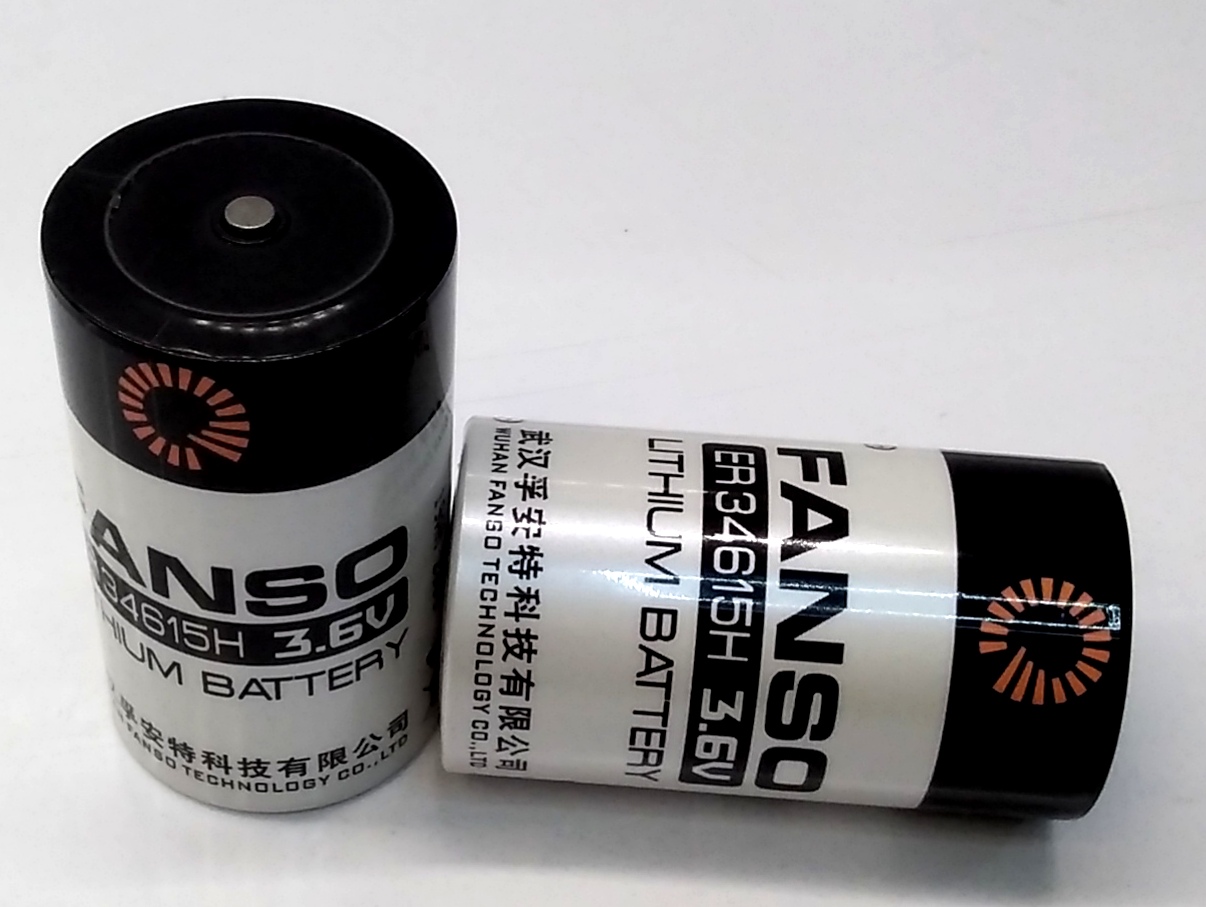 ANSO
34615H 3.6V
HIUM BATTERY
孚安特科技有限公司
FANSO TECHNOLOGY CO.,LTD
FANSO
ER34615H 3.6V
LITHIUM BATTERY
武汉孚安特科技有限公司
WUHAN FANSO TECHNOLOGY CO.,LTD